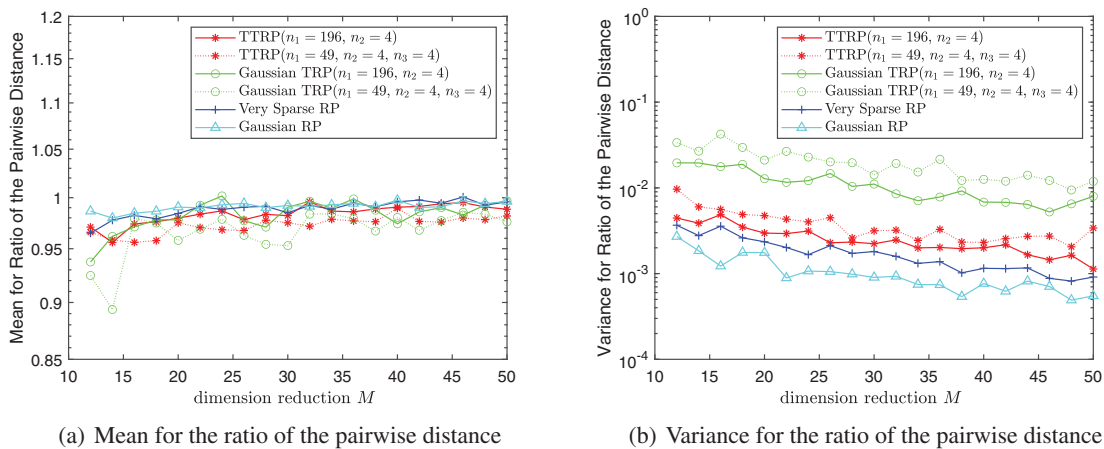 Mean for Ratio of the Pairwise Distance
1.2
1.15
1.1
1.05
1
0.95
0.9
0.85
TTRP(n₁ = 196, n₂ = 4)
TTRP(n₁ = 49, n₂ = 4, n₃ = 4)
Gaussian TRP(n₁ = 196, n₂ = 4)
Gaussian TRP(n₁ = 49, n₂ = 4, n₃ = 4)
Very Sparse RP
Gaussian RP
10 15 20 25 30 35 40 45 50
dimension reduction M
(a) Mean for the ratio of the pairwise distance
Variance for Ratio of the Pairwise Distance
10⁰
10⁻¹
10⁻²
10⁻³
10⁻⁴
TTRP(n₁ = 196, n₂ = 4)
TTRP(n₁ = 49, n₂ = 4, n₃ = 4)
Gaussian TRP(n₁ = 196, n₂ = 4)
Gaussian TRP(n₁ = 49, n₂ = 4, n₃ = 4)
Very Sparse RP
Gaussian RP
10 15 20 25 30 35 40 45 50
dimension reduction M
(b) Variance for the ratio of the pairwise distance